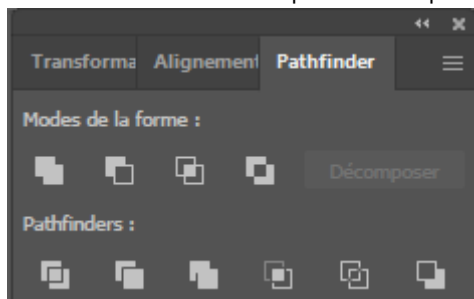 Transforma Alignement Pathfinder
Modes de la forme :
Décomposer
Pathfinders :